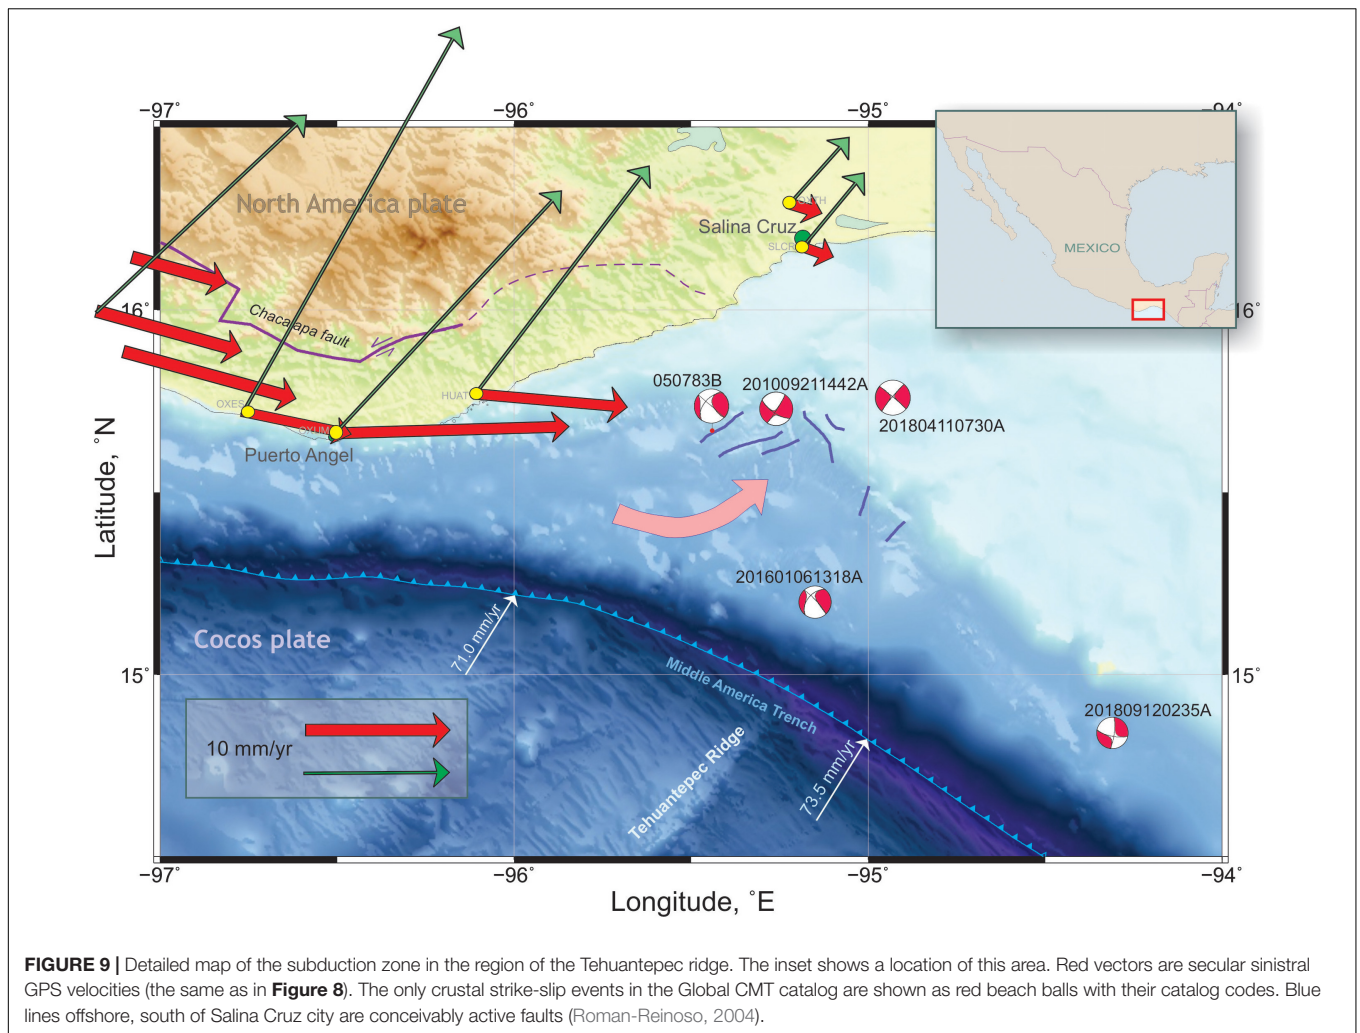 −97°
−96°
−95°
−94°
North America plate
OXTH
Salina Cruz
SLCR
MEXICO
16°
16°
Chacalapa fault
050783B
201009211442A
HUAT
OXES
201804110730A
OXUM
Puerto Angel
Latitude, °N
201601061318A
71.0 mm/yr
Cocos plate
Middle America Trench
15°
15°
201809120235A
10 mm/yr
Tehuantepec Ridge
73.5 mm/yr
−97°
−96°
−95°
−94°
Longitude, °E
FIGURE 9 | Detailed map of the subduction zone in the region of the Tehuantepec ridge. The inset shows a location of this area. Red vectors are secular sinistral
GPS velocities (the same as in Figure 8). The only crustal strike-slip events in the Global CMT catalog are shown as red beach balls with their catalog codes. Blue
lines offshore, south of Salina Cruz city are conceivably active faults (Roman-Reinoso, 2004).